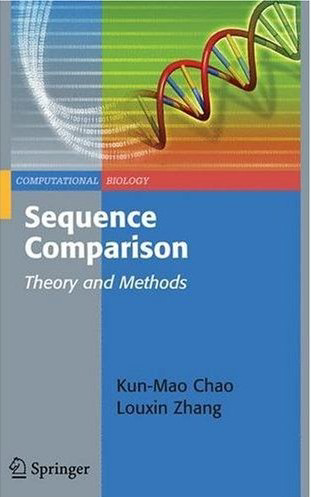 COMPUTATIONAL BIOLOGY
Sequence
Comparison
Theory and Methods
Kun-Mao Chao
Louxin Zhang
Springer